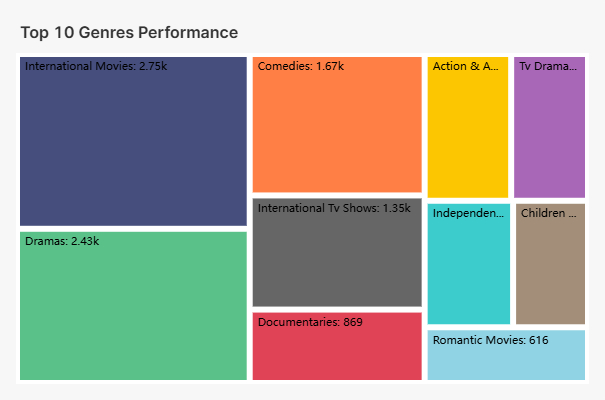 Top 10 Genres Performance
International Movies: 2.75k
Dramas: 2.43k
Comedies: 1.67k
International Tv Shows: 1.35k
Documentaries: 869
Action & A...
Tv Drama...
Independen...
Children ...
Romantic Movies: 616